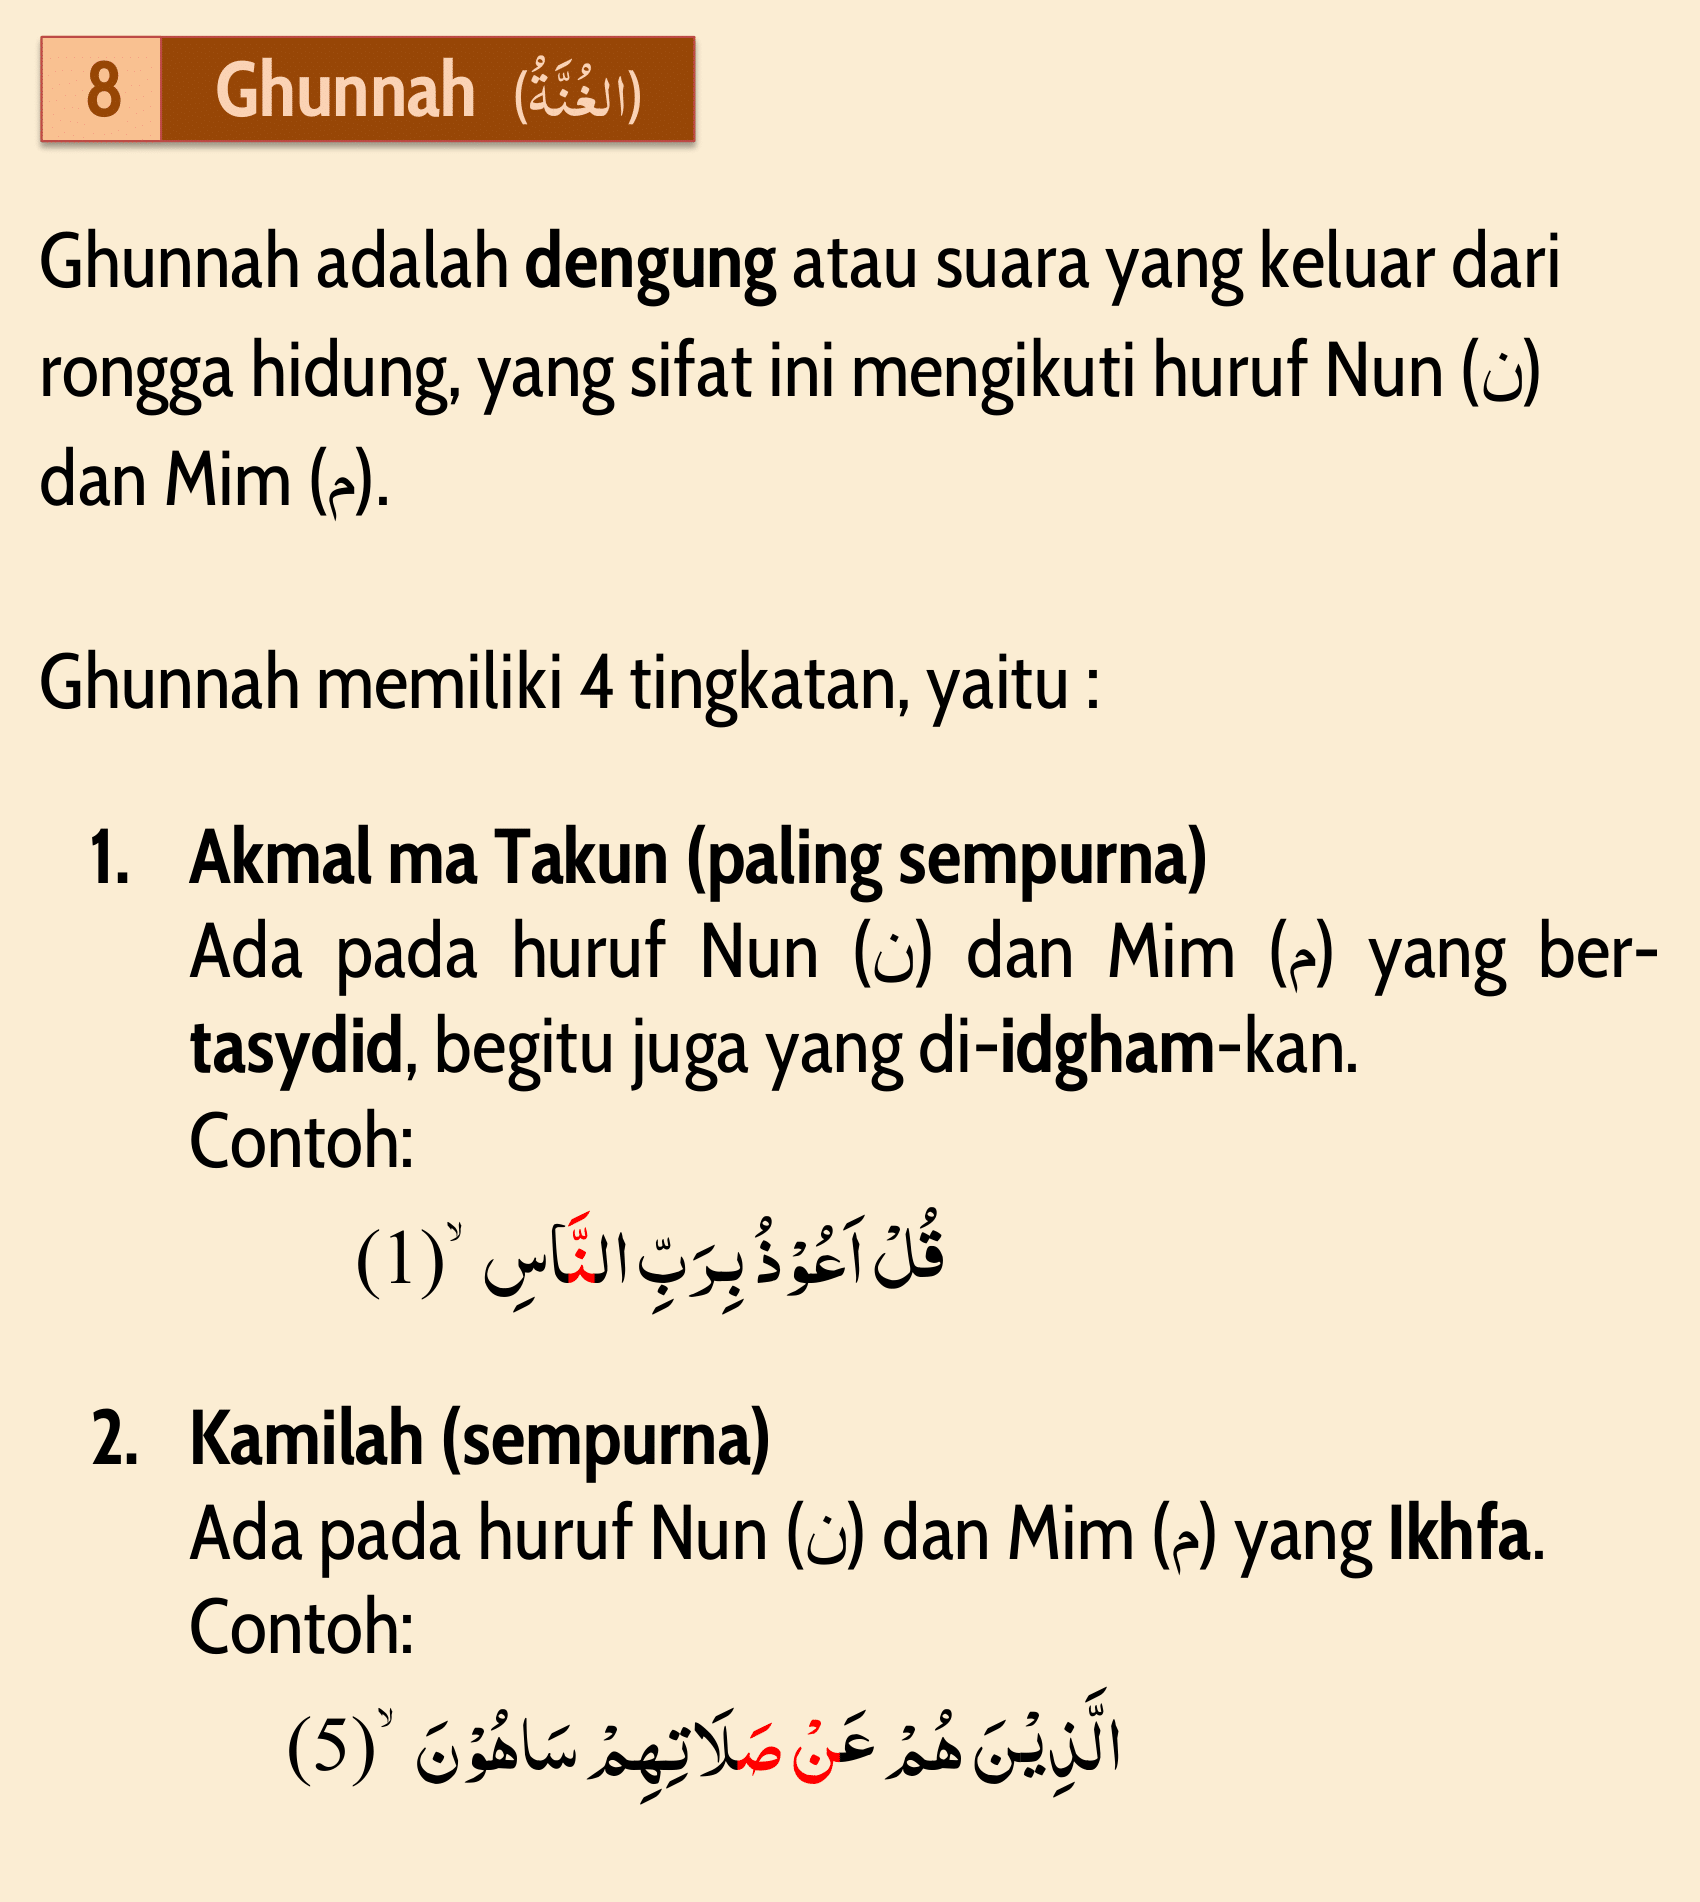 8 Ghunnah (الغُنَّةُ)
Ghunnah adalah dengung atau suara yang keluar dari
rongga hidung, yang sifat ini mengikuti huruf Nun (ن)
dan Mim (م).
Ghunnah memiliki 4 tingkatan, yaitu :
1. Akmal ma Takun (paling sempurna)
Ada pada huruf Nun (ن) dan Mim (م) yang ber-
tasydid, begitu juga yang di-idgham-kan.
Contoh:
قُلْ اَعُوْذُ بِرَبِّ النَّاسِ ۙ(1)
2. Kamilah (sempurna)
Ada pada huruf Nun (ن) dan Mim (م) yang Ikhfa.
Contoh:
الَّذِيْنَ هُمْ عَنْ صَلَاتِهِمْ سَاهُوْنَ ۙ(5)